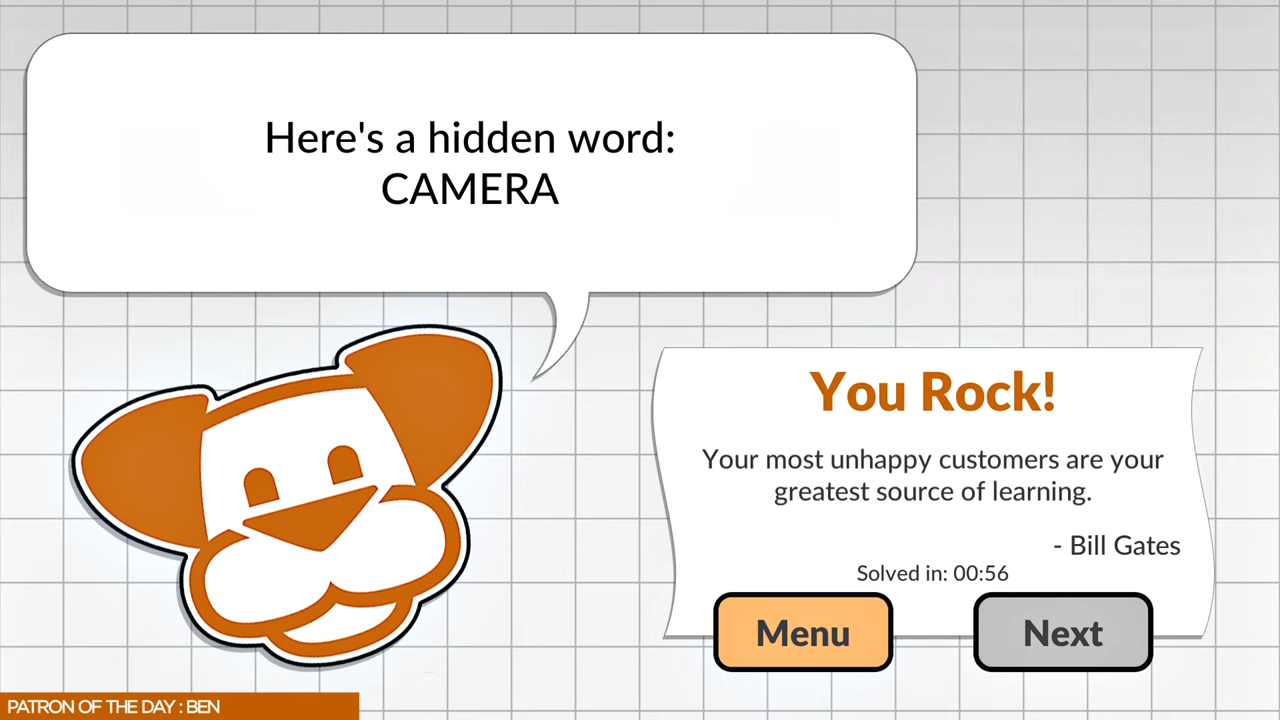 Here's a hidden word:
CAMERA
You Rock!
Your most unhappy customers are your
greatest source of learning.
- Bill Gates
Solved in: 00:56
Menu
Next
PATRON OF THE DAY : BEN